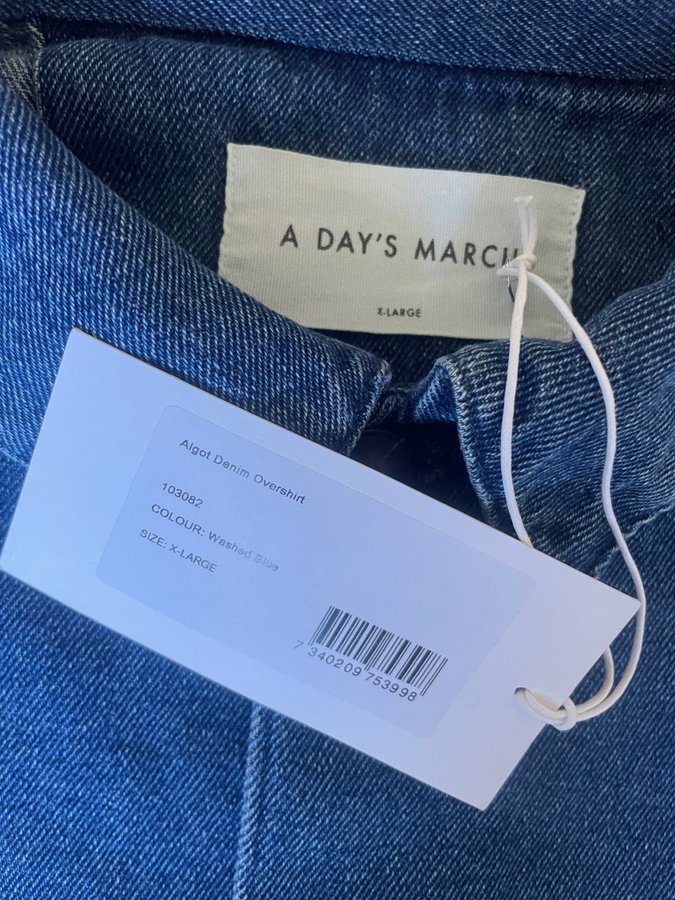 A DAY'S MARCH
X-LARGE
Algot Denim Overshirt
103082
COLOUR: Washed Blue
SIZE: X-LARGE
7 340209 753998